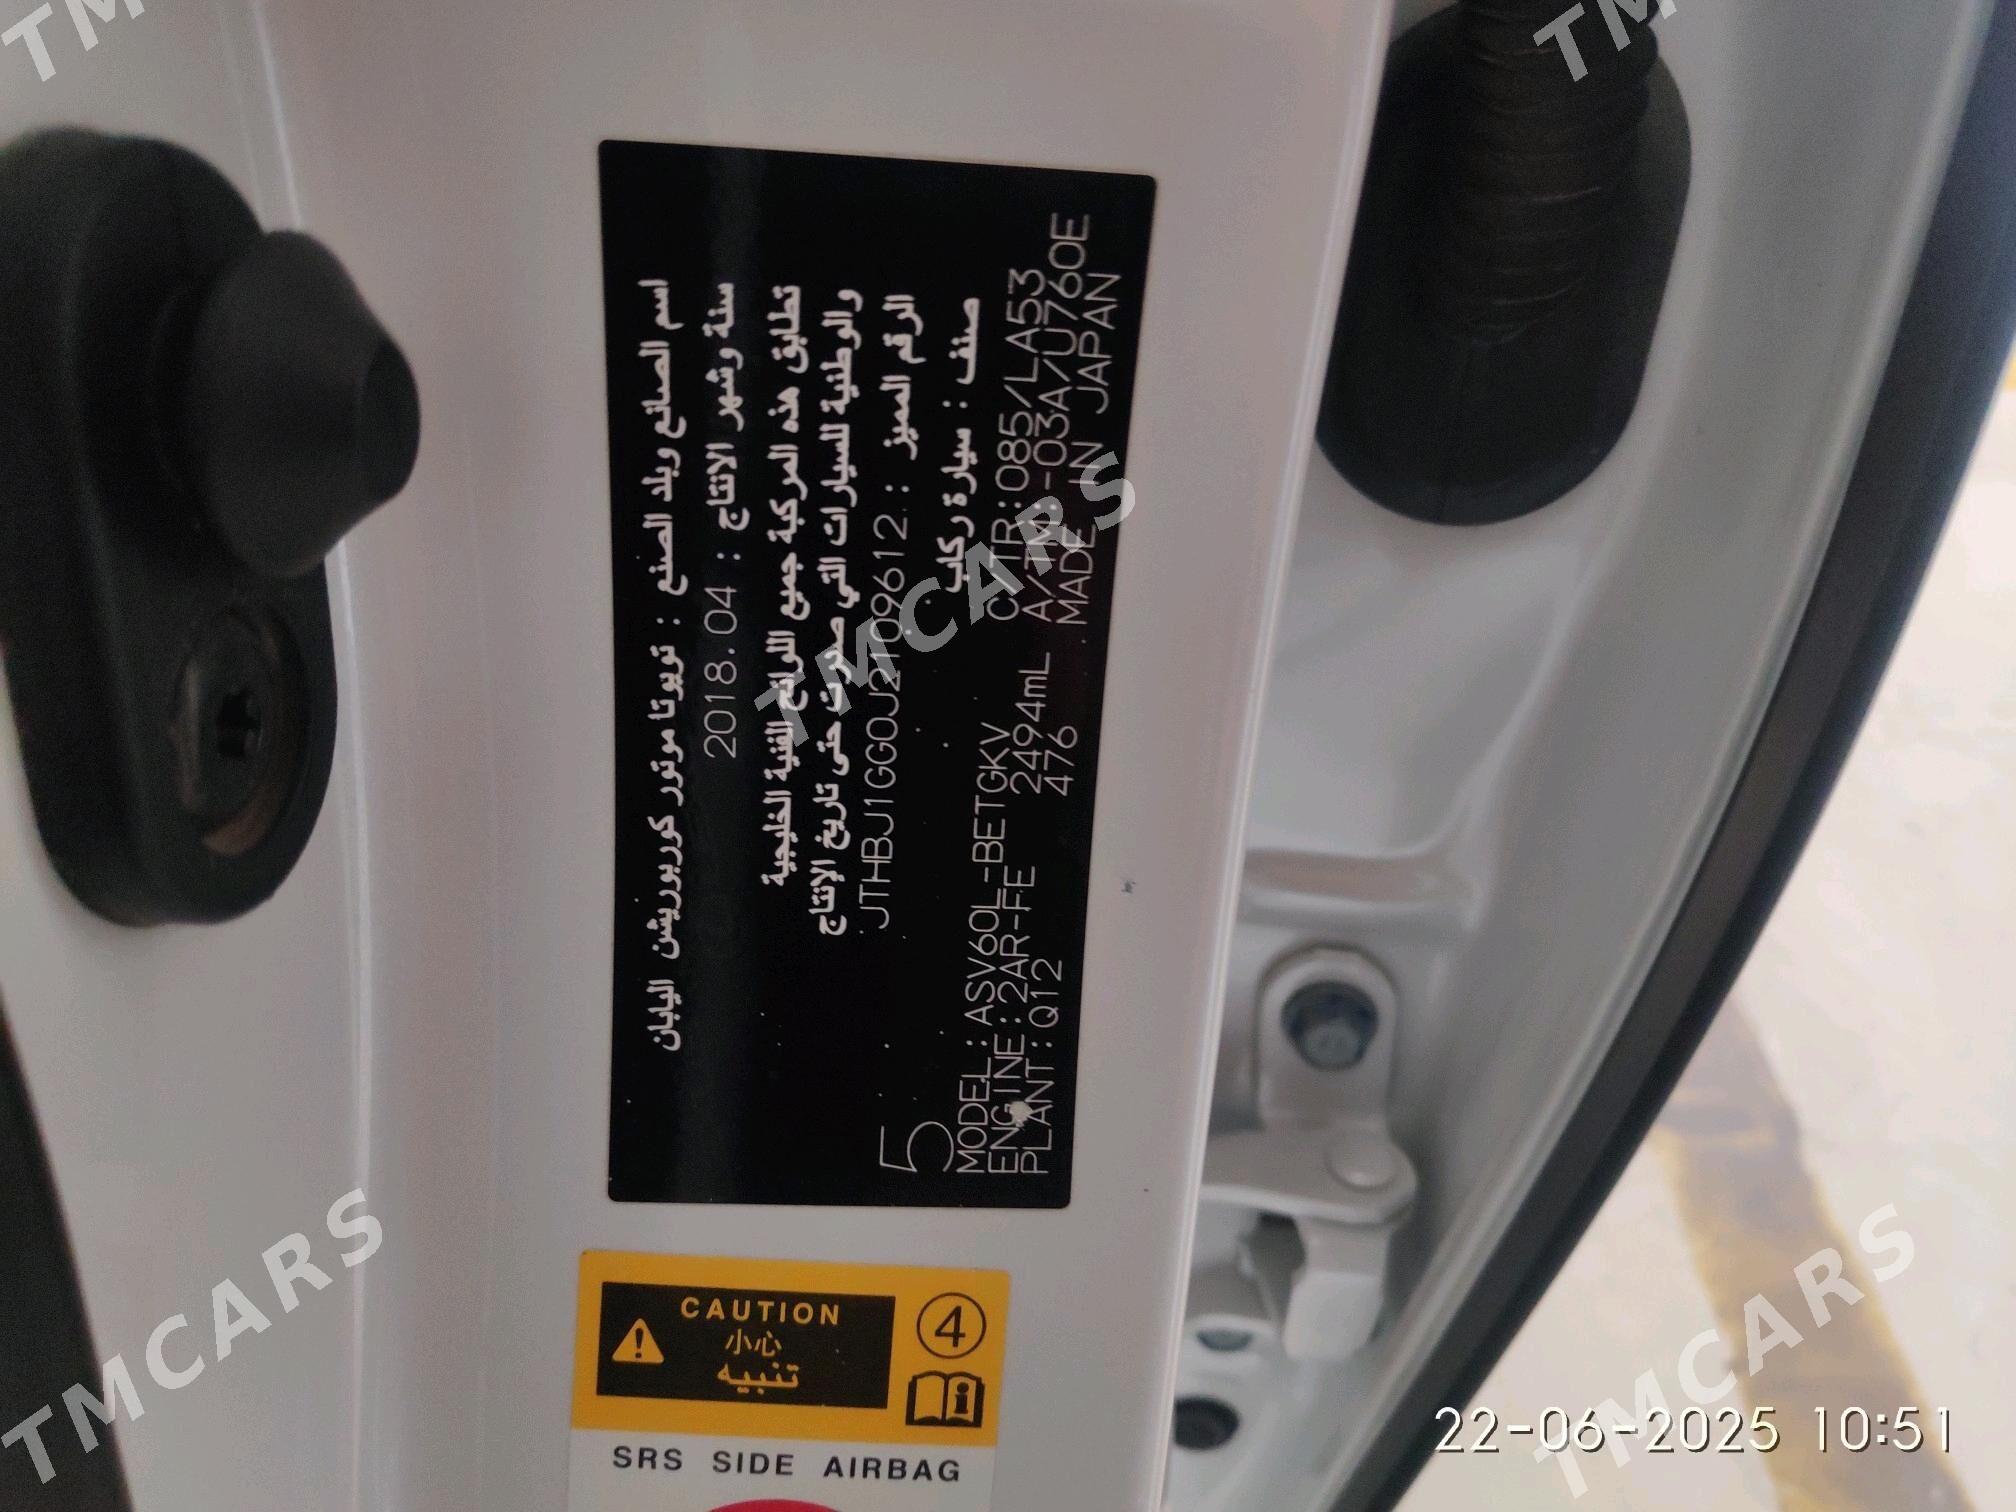 اسم الصانع وبلد الصنع : تويوتا موتور كوربوريشن اليابان
سنة وشهر الانتاج : 2018.04
تطابق هذه المركبة جميع اللوائح الفنية الخليجية
والوطنية للسيارات التي صدرت حتى تاريخ الإنتاج
الرقم المميز : JTHBJ1GG0J2109612
صنف : سيارة ركاب
5
MODEL:ASV60L-BETGKV C/TR:085/LA53
ENGINE:2AR-FE 2494mL A/TM:-03A/U760E
PLANT:Q12 476 MADE IN JAPAN
CAUTION
小心
تنبيه
4
SRS SIDE AIRBAG
22-06-2025 10:51
TMCARS
TMCARS
TMCARS